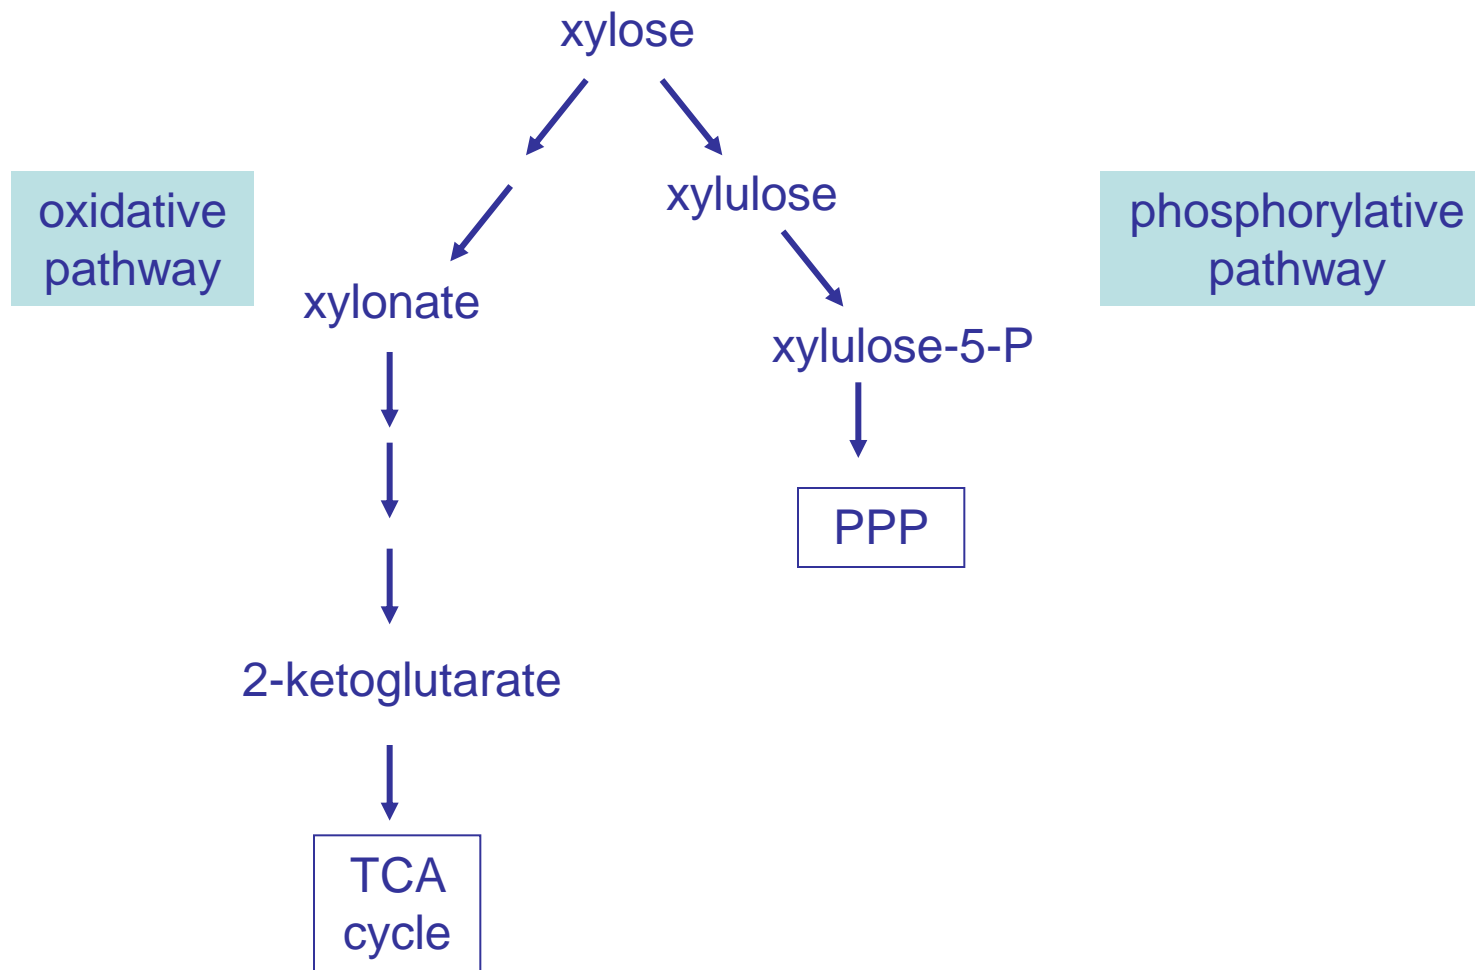 xylose
oxidative
pathway
xylulose
phosphorylative
pathway
xylonate
xylulose-5-P
PPP
2-ketoglutarate
TCA
cycle